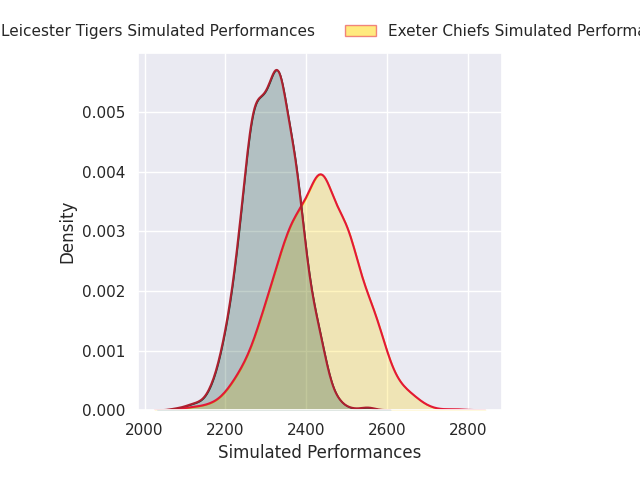 Leicester Tigers Simulated Performances
Exeter Chiefs Simulated
0.005
0.004
0.003
0.002
0.001
0.000
Density
2000 2200 2400 2600 2800
Simulated Performances